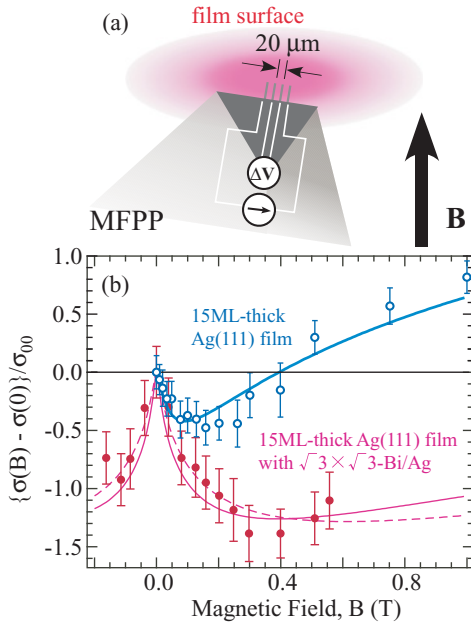 (a)
film surface
20 μm
ΔV
MFPP
B
(b)
15ML-thick
Ag(111) film
15ML-thick Ag(111) film
with √3×√3-Bi/Ag
{σ(B) - σ(0)}/σ00
1.0
0.5
0.0
-0.5
-1.0
-1.5
0.0
0.4
0.8
Magnetic Field, B (T)